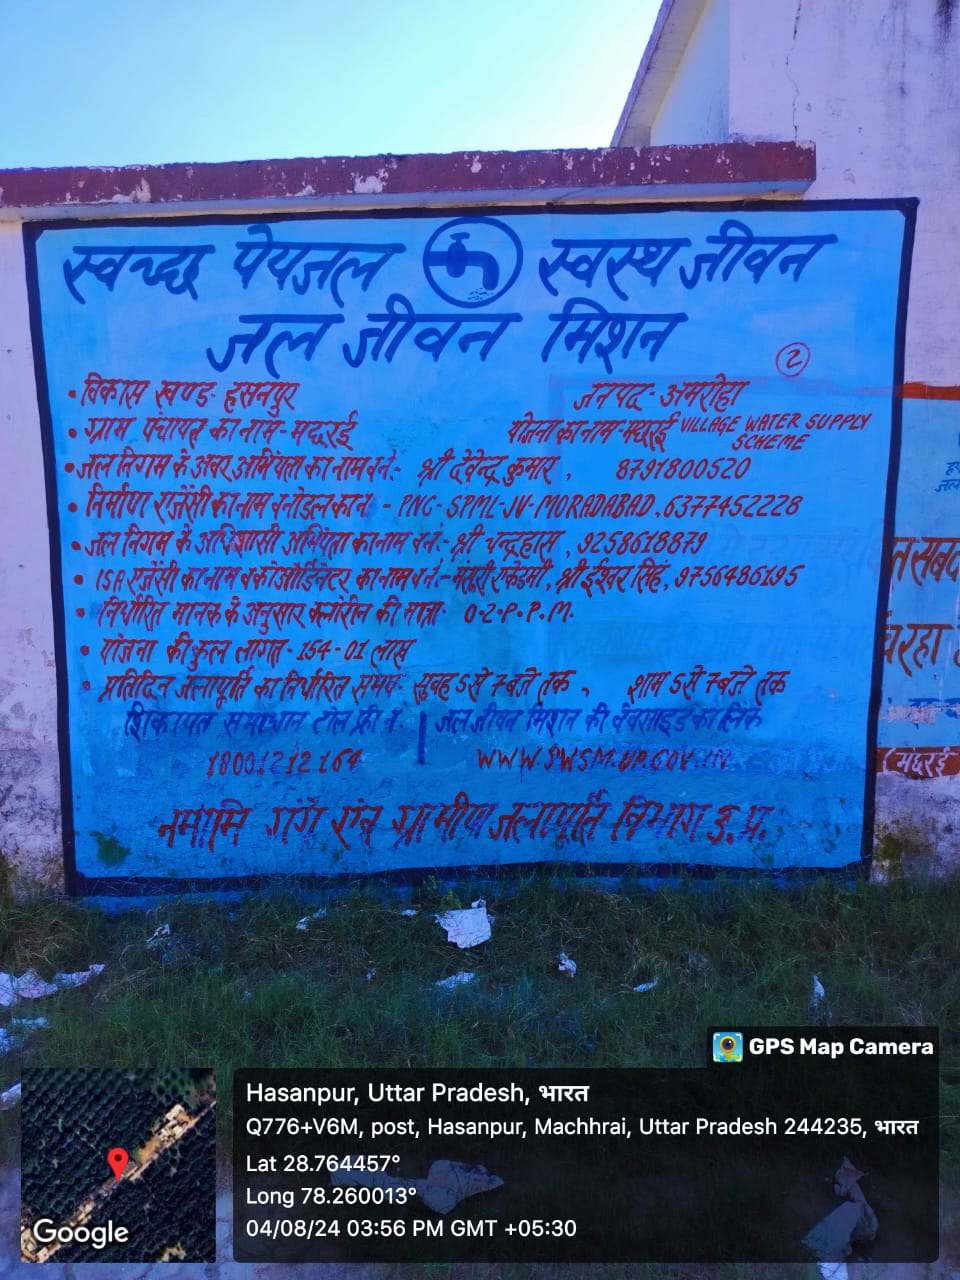 स्वच्छ पेयजल स्वस्थ जीवन
जल जीवन मिशन
2
• विकास खण्ड- हसनपुर जनपद- अमरोहा
• ग्राम पंचायत का नाम- मछरई योजना का नाम- मछरई VILLAGE WATER SUPPLY SCHEME
• जल निगम के अवर अभियंता का नाम व नं.- श्री देवेन्द्र कुमार, 8791800520
• निर्माण एजेंसी का नाम व नोडल का नं. - PNC-SPML-JV-MORADABAD, 6377452228
• जल निगम के अधिशासी अभियंता का नाम व नं.- श्री चन्द्रहास, 9258618879
• ISA एजेंसी का नाम व कोऑर्डिनेटर का नाम व नं.- मंसूरी एकेडमी, श्री ईश्वर सिंह, 9756486195
• निर्धारित मानक के अनुसार क्लोरीन की मात्रा 0-2-P.P.M.
• योजना की कुल लागत- 154-01 लाख
• प्रतिदिन जलापूर्ति का निर्धारित समय- सुबह 5 से 7 बजे तक, शाम 5 से 7 बजे तक
शिकायत समाधान टोल फ्री नं. | जल जीवन मिशन की वेबसाइड का लिंक
18001212164 WWW.SWSM.UP.GOV.IN
नमामि गंगे एंव ग्रामीण जलापूर्ति विभाग उ.प्र.
त सबद
रहा
(मछरई
GPS Map Camera
Hasanpur, Uttar Pradesh, भारत
Q776+V6M, post, Hasanpur, Machhrai, Uttar Pradesh 244235, भारत
Lat 28.764457°
Long 78.260013°
04/08/24 03:56 PM GMT +05:30
Google